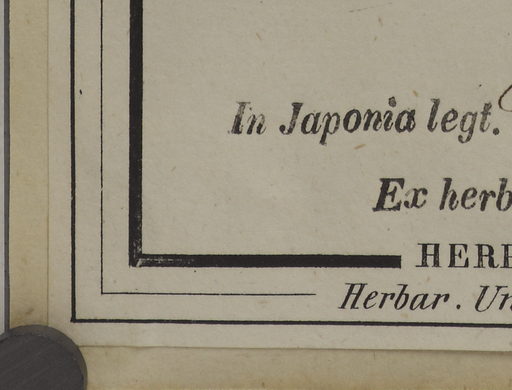 In Japonia legt.
Ex herb
HERB
Herbar. Un